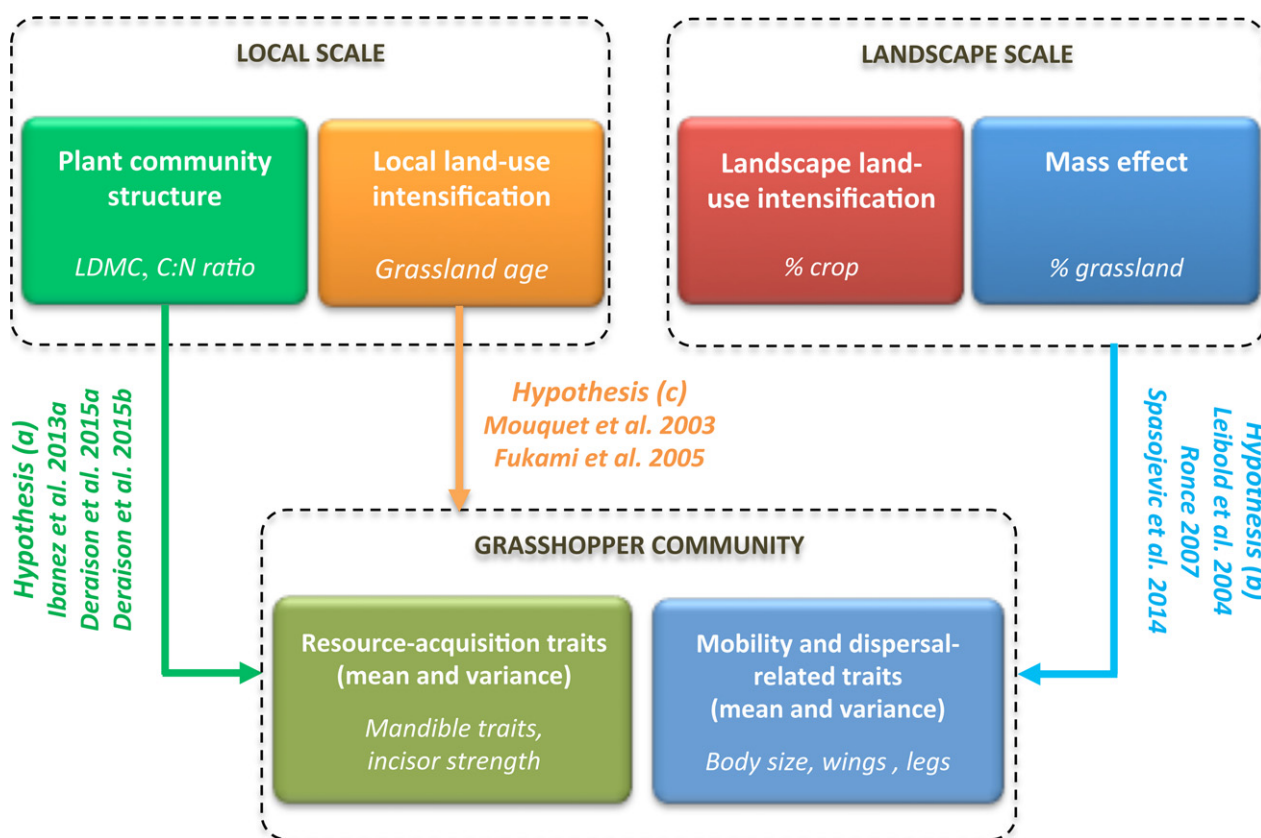 LOCAL SCALE
Plant community
structure
LDMC, C:N ratio
Local land-use
intensification
Grassland age
LANDSCAPE SCALE
Landscape land-
use intensification
% crop
Mass effect
% grassland
Hypothesis (a)
Ibanez et al. 2013a
Deraison et al. 2015a
Deraison et al. 2015b
Hypothesis (c)
Mouquet et al. 2003
Fukami et al. 2005
Hypothesis (b)
Leibold et al. 2004
Ronce 2007
Spasojevic et al. 2014
GRASSHOPPER COMMUNITY
Resource-acquisition traits
(mean and variance)
Mandible traits,
incisor strength
Mobility and dispersal-
related traits
(mean and variance)
Body size, wings , legs